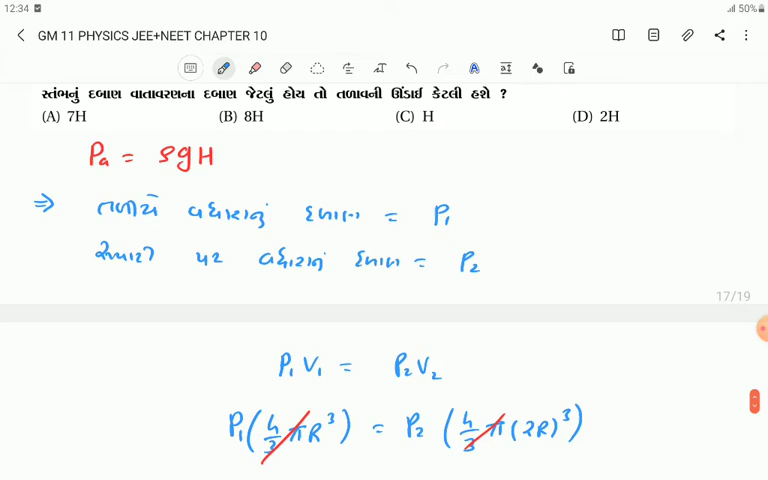 12:34 50%
GM 11 PHYSICS JEE+NEET CHAPTER 10
સ્તંભનું દબાણ વાતાવરણના દબાણ જેટલું હોય તો તળાવની ઊંડાઈ કેટલી હશે ?
(A) 7H (B) 8H (C) H (D) 2H
Pₐ = ρgH
⇒ તળીયે વધારાનું દબાણ = P₁
સપાટી પર વધારાનું દબાણ = P₂
17/19
P₁V₁ = P₂V₂
P₁(4/3 πR³) = P₂(4/3 π(2R)³)